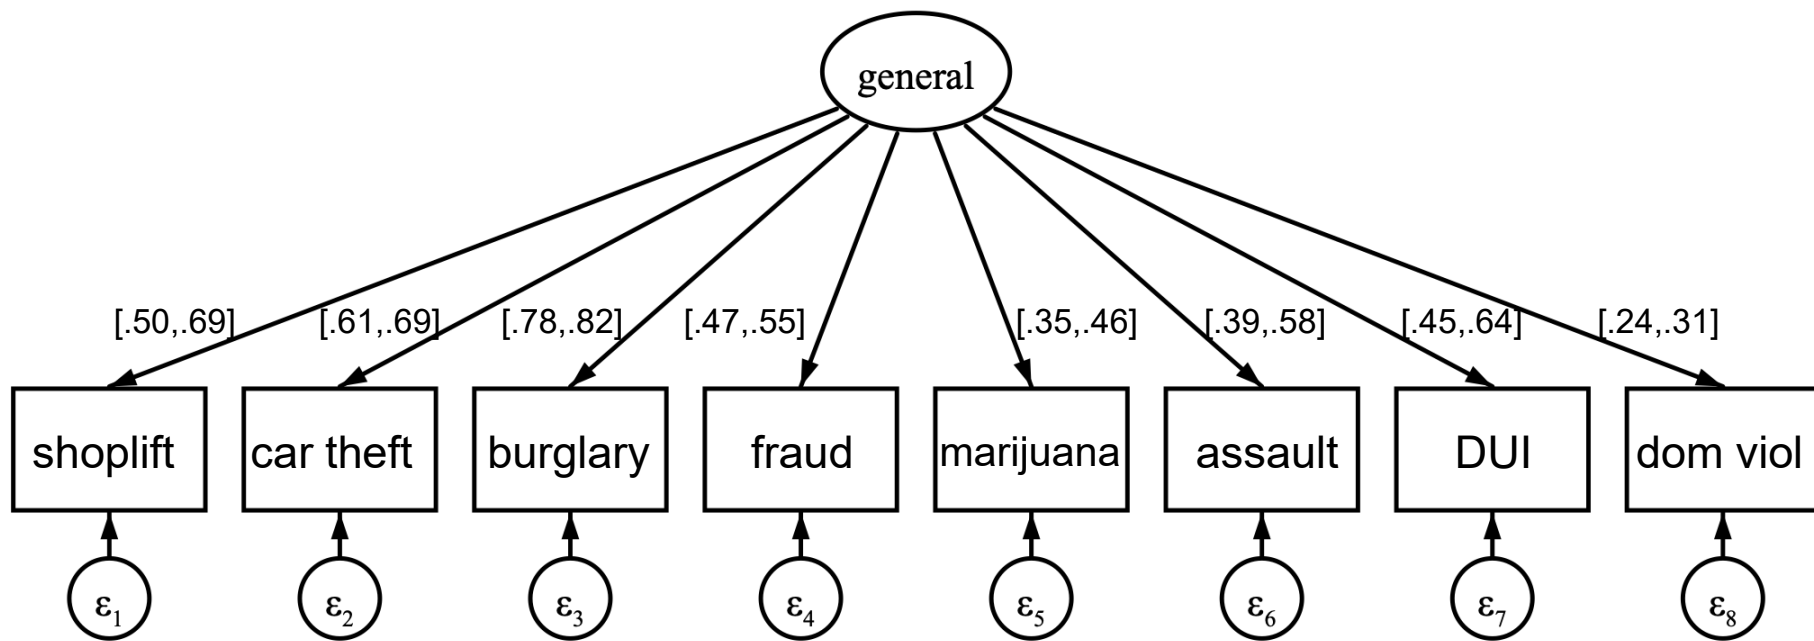 general
[.50,.69] [.61,.69] [.78,.82] [.47,.55] [.35,.46] [.39,.58] [.45,.64] [.24,.31]
shoplift car theft burglary fraud marijuana assault DUI dom viol
ε₁ ε₂ ε₃ ε₄ ε₅ ε₆ ε₇ ε₈